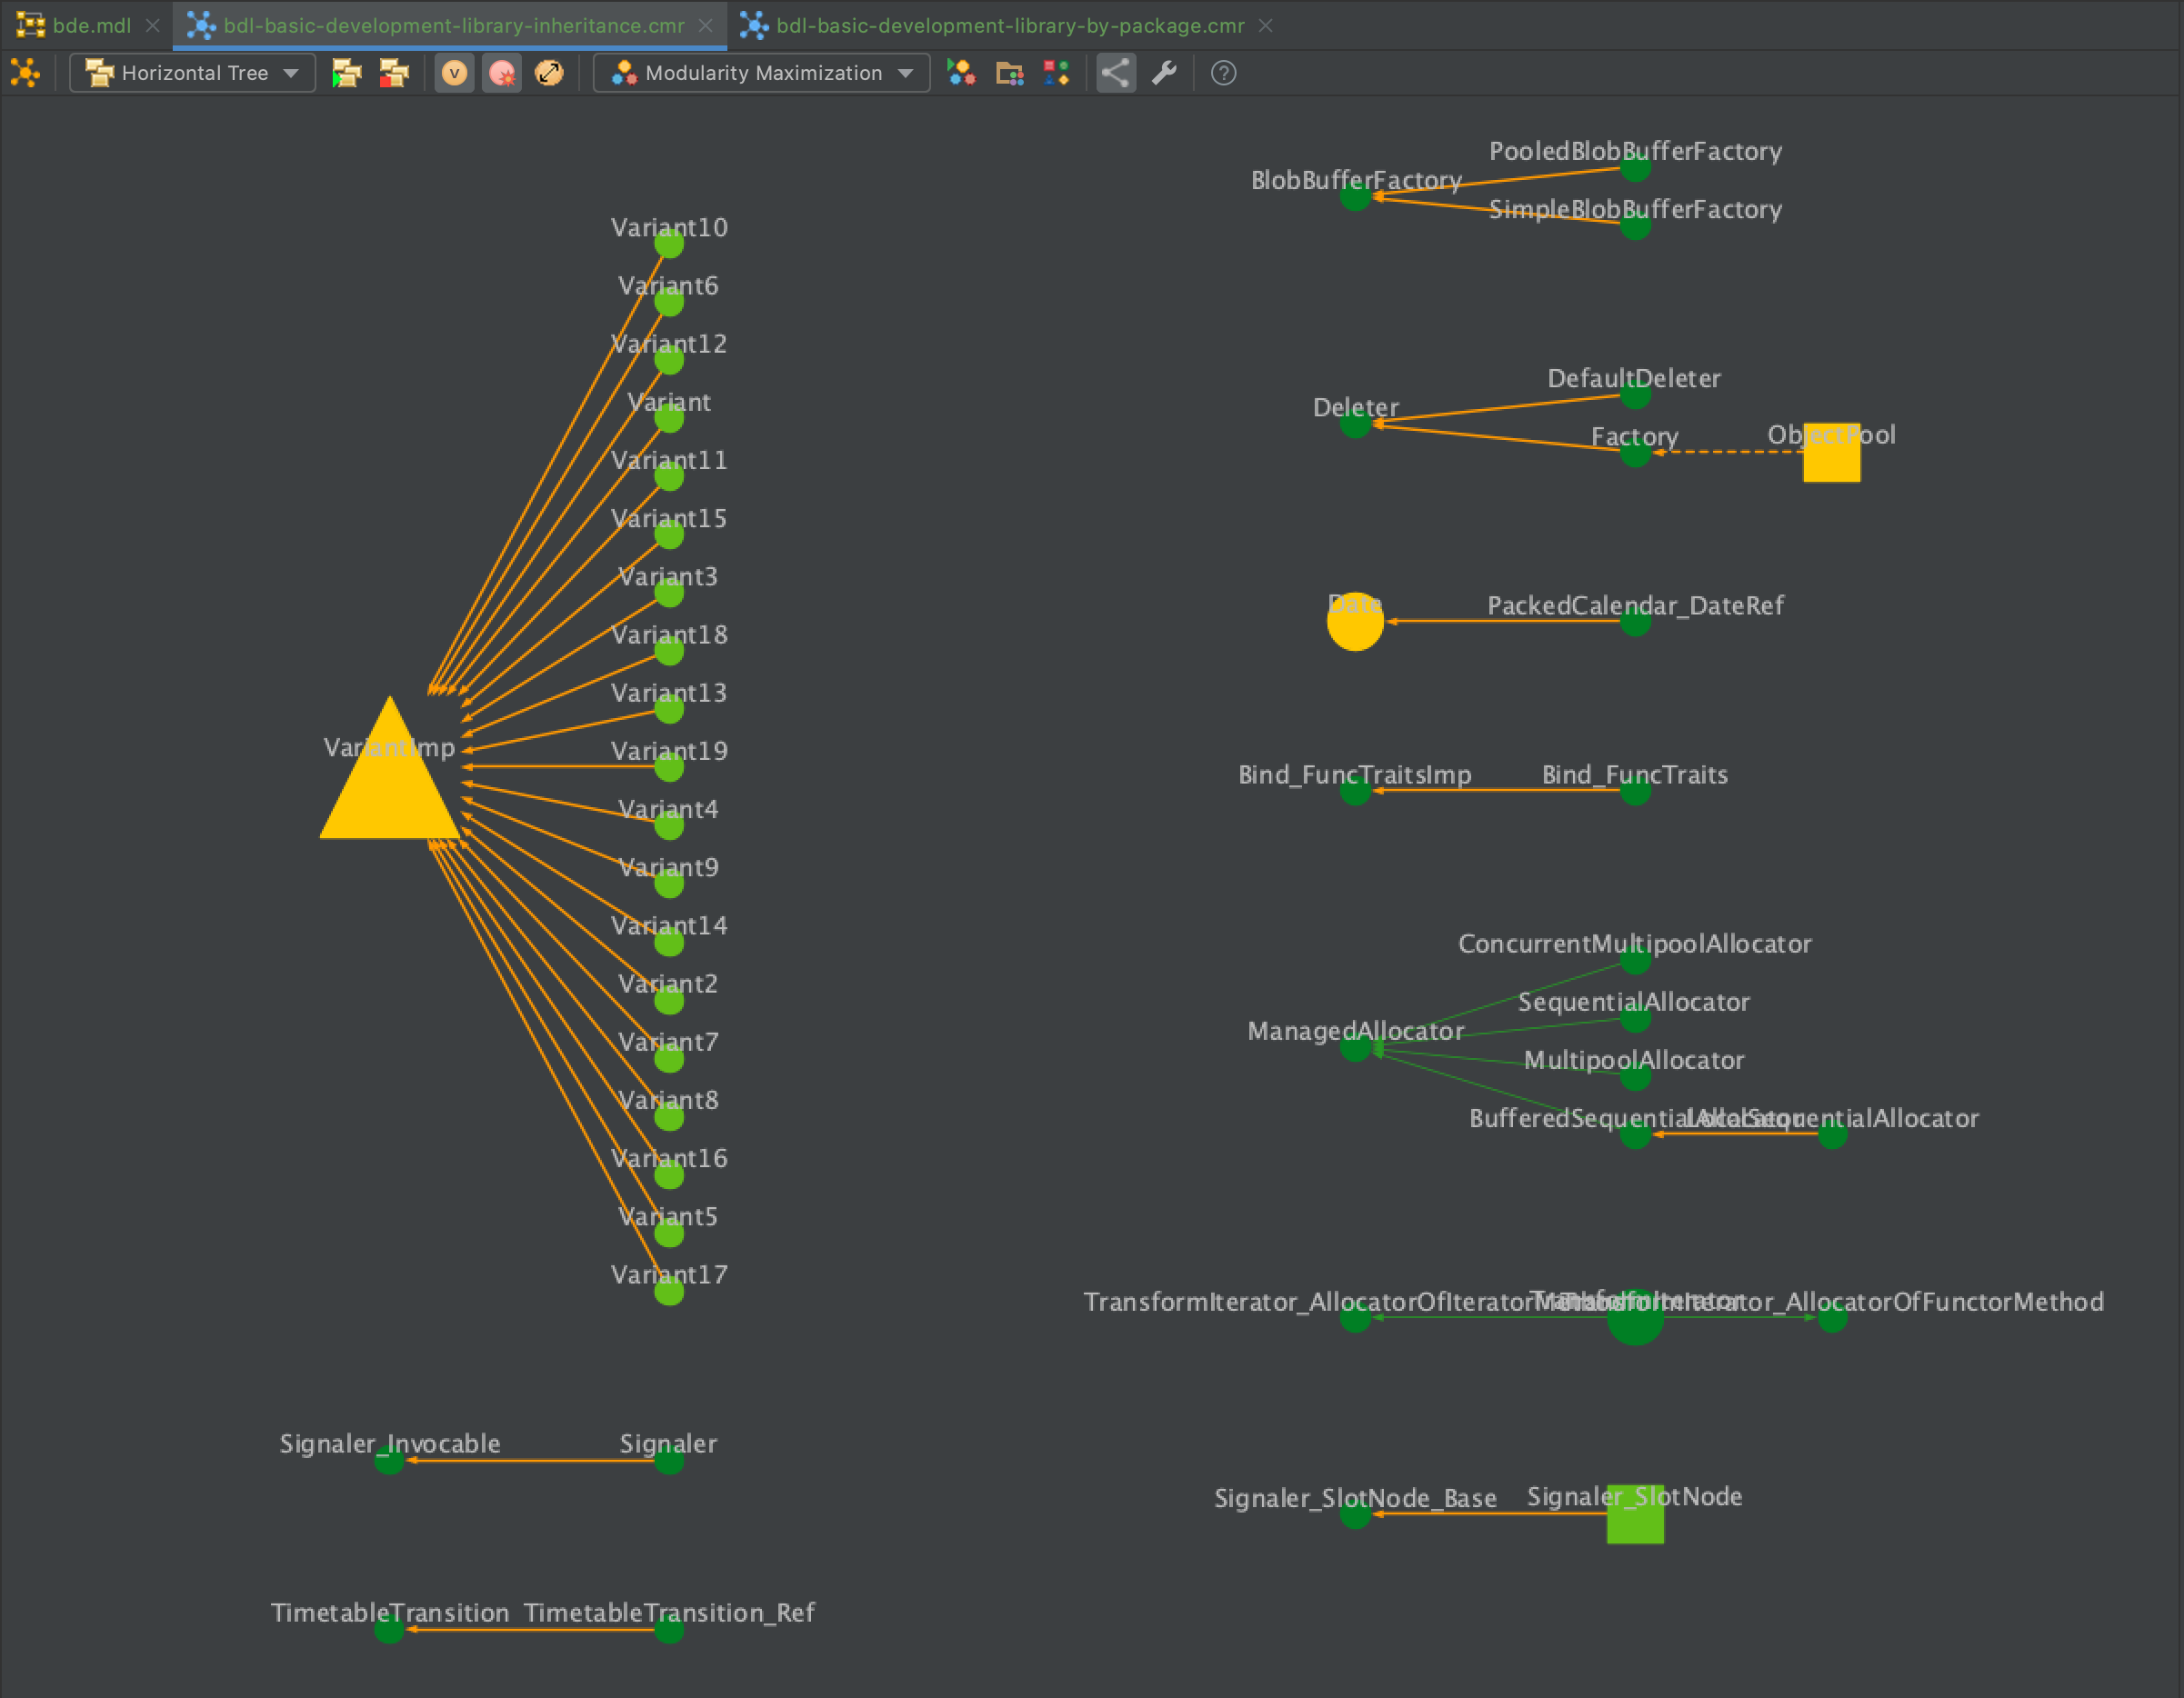 bde.mdl
bdl-basic-development-library-inheritance.cmr
bdl-basic-development-library-by-package.cmr
Horizontal Tree
V
Modularity Maximization
?
Variant10
Variant6
Variant12
Variant
Variant11
Variant15
Variant3
Variant18
Variant13
Variant19
VariantImp
Variant4
Variant9
Variant14
Variant2
Variant7
Variant8
Variant16
Variant5
Variant17
Signaler_Invocable
Signaler
TimetableTransition
TimetableTransition_Ref
PooledBlobBufferFactory
BlobBufferFactory
SimpleBlobBufferFactory
DefaultDeleter
Deleter
Factory
ObjectPool
Date
PackedCalendar_DateRef
Bind_FuncTraitsImp
Bind_FuncTraits
ConcurrentMultipoolAllocator
SequentialAllocator
ManagedAllocator
MultipoolAllocator
BufferedSequentialAllocator
LocalSequentialAllocator
TransformIterator_AllocatorOfIteratorMethod
TransformIterator
TransformIterator_AllocatorOfFunctorMethod
Signaler_SlotNode_Base
Signaler_SlotNode